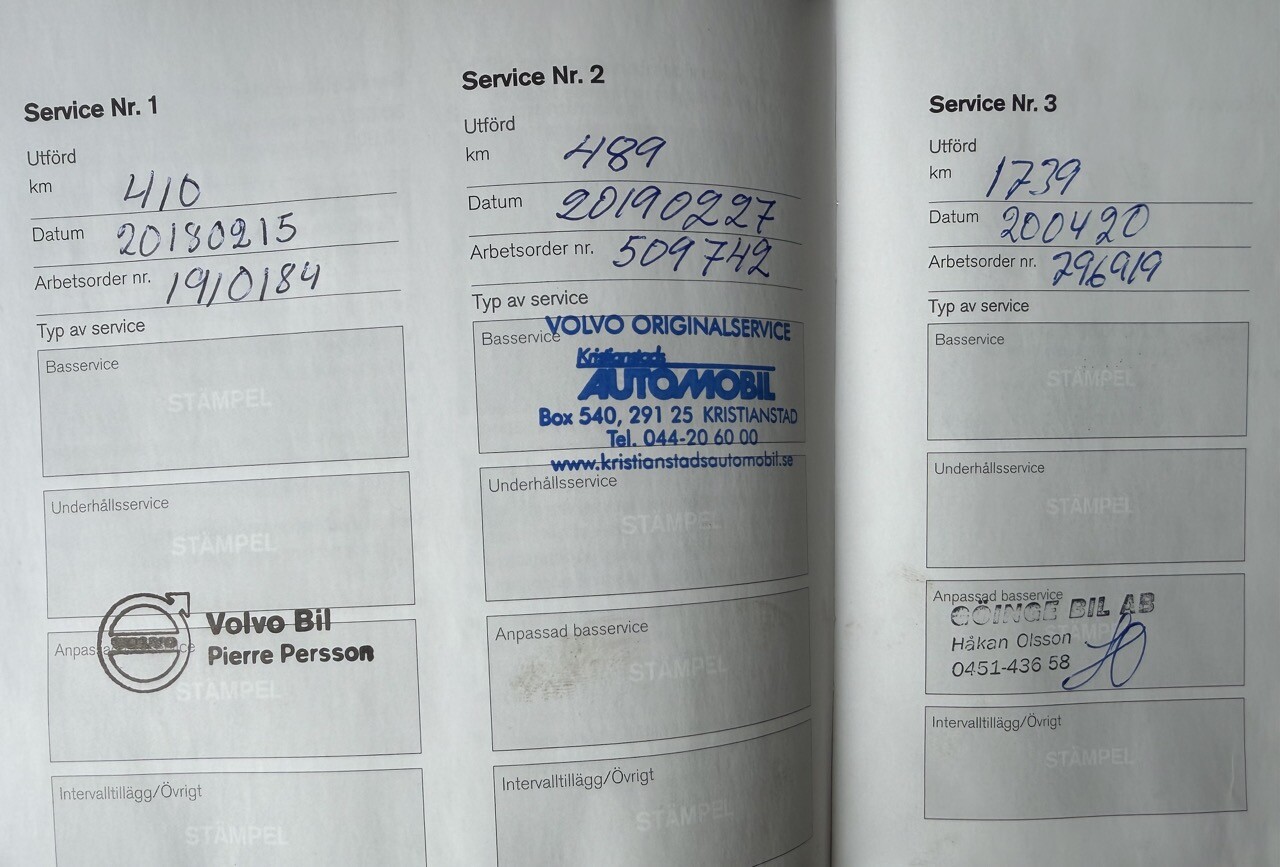 Service Nr. 1
Utförd
km 410
Datum 20180215
Arbetsorder nr. 1910184
Typ av service
Basservice
STÄMPEL
Underhållsservice
STÄMPEL
VOLVO
Volvo Bil
Pierre Persson
STÄMPEL
Intervalltillägg/Övrigt
STÄMPEL
Service Nr. 2
Utförd
km 489
Datum 20190227
Arbetsorder nr. 509742
Typ av service
Basservice
VOLVO ORIGINALSERVICE
Kristianstads
AUTOMOBIL
Box 540, 291 25 KRISTIANSTAD
Tel. 044-20 60 00
www.kristianstadsautomobil.se
Underhållsservice
STÄMPEL
Anpassad basservice
STÄMPEL
Intervalltillägg/Övrigt
STÄMPEL
Service Nr. 3
Utförd
km 1739
Datum 200420
Arbetsorder nr. 796919
Typ av service
Basservice
STÄMPEL
Underhållsservice
STÄMPEL
Anpassad basservice
GÖINGE BIL AB
Håkan Olsson
0451-436 58
Intervalltillägg/Övrigt
STÄMPEL